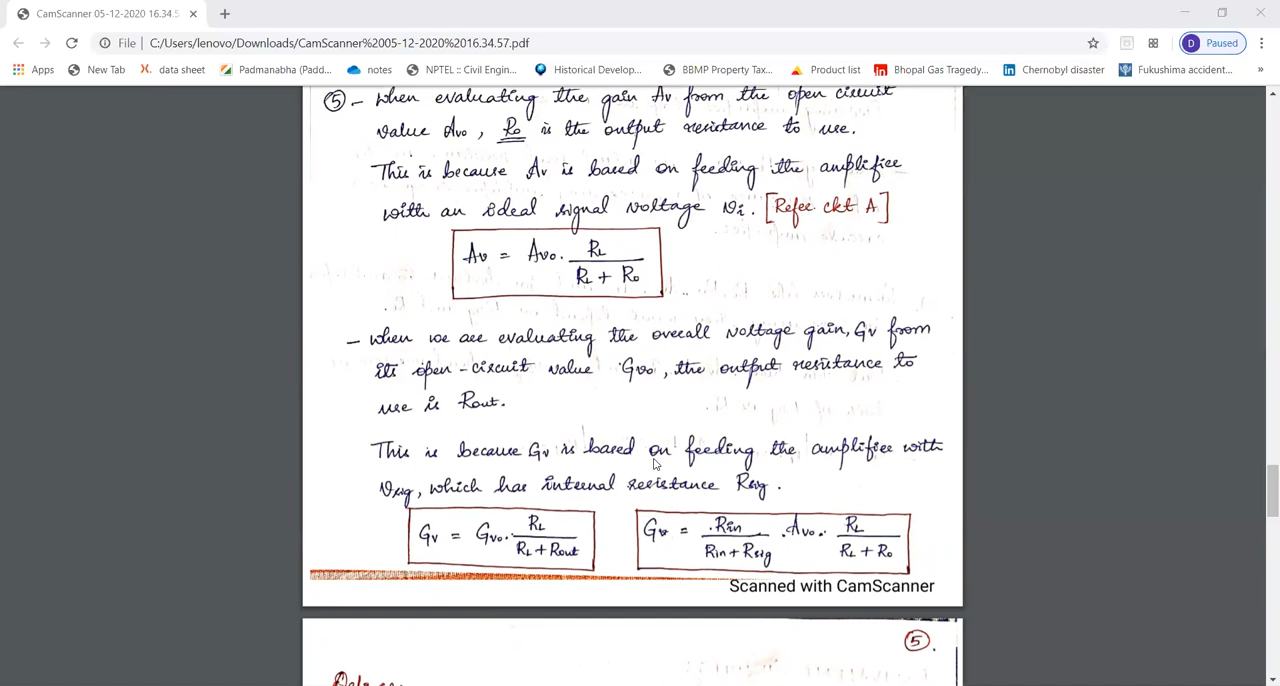 CamScanner 05-12-2020 16.34.5
File C:/Users/lenovo/Downloads/CamScanner%2005-12-2020%2016.34.57.pdf
D Paused
Apps New Tab data sheet Padmanabha (Padd... notes NPTEL :: Civil Engin... Historical Develop... BBMP Property Tax... Product list Bhopal Gas Tragedy... Chernobyl disaster Fukushima accident... »
⑤ - When evaluating the gain Av from the open circuit
value Avo, Ro is the output resistance to use.
This is because Av is based on feeding the amplifier
with an ideal signal voltage vi. [Refer ckt A]
Av = Avo. RL / (RL + Ro)
- When we are evaluating the overall voltage gain, Gv from
its open-circuit value Gvo, the output resistance to
use is Rout.
This is because Gv is based on feeding the amplifier with
vsig, which has internal resistance Rsig.
Gv = Gvo. RL / (RL + Rout)
Gv = Rin / (Rin + Rsig) . Avo. RL / (RL + Ro)
Scanned with CamScanner
⑤.